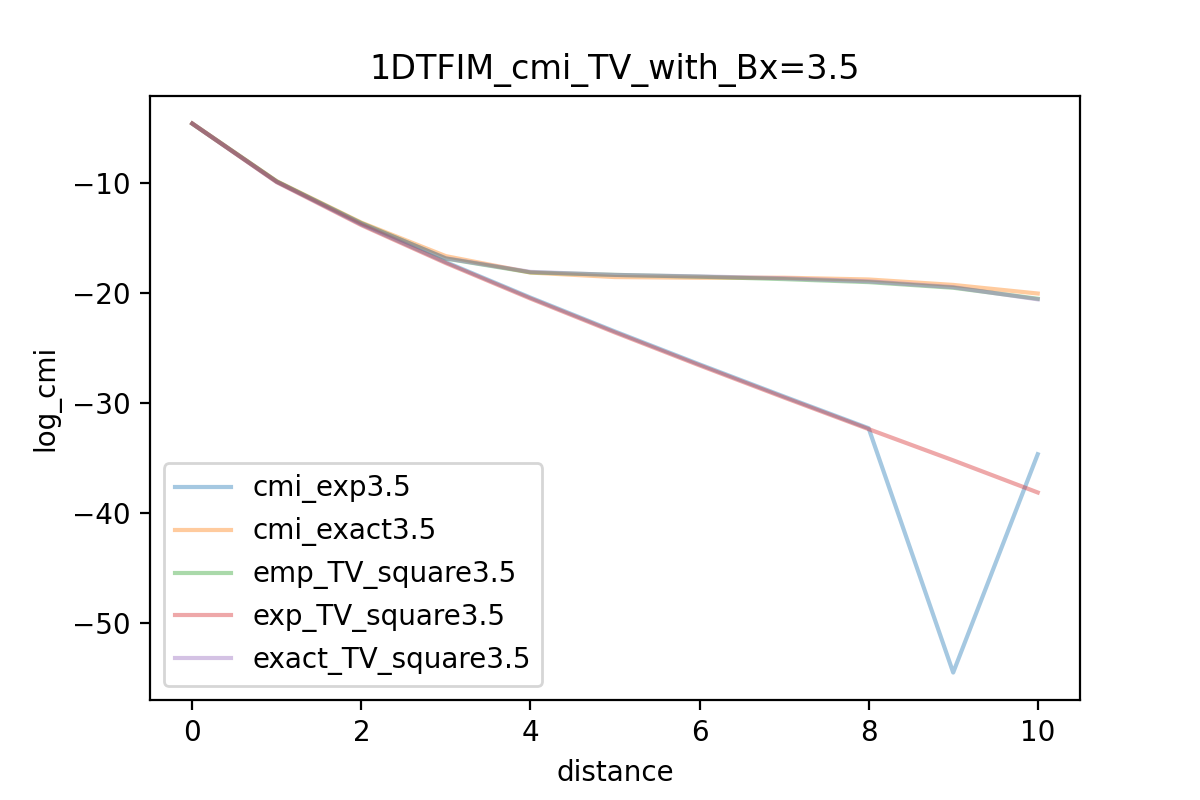 1DTFIM_cmi_TV_with_Bx=3.5
log_cmi
−10
−20
−30
−40
−50
cmi_exp3.5
cmi_exact3.5
emp_TV_square3.5
exp_TV_square3.5
exact_TV_square3.5
0
2
4
6
8
10
distance